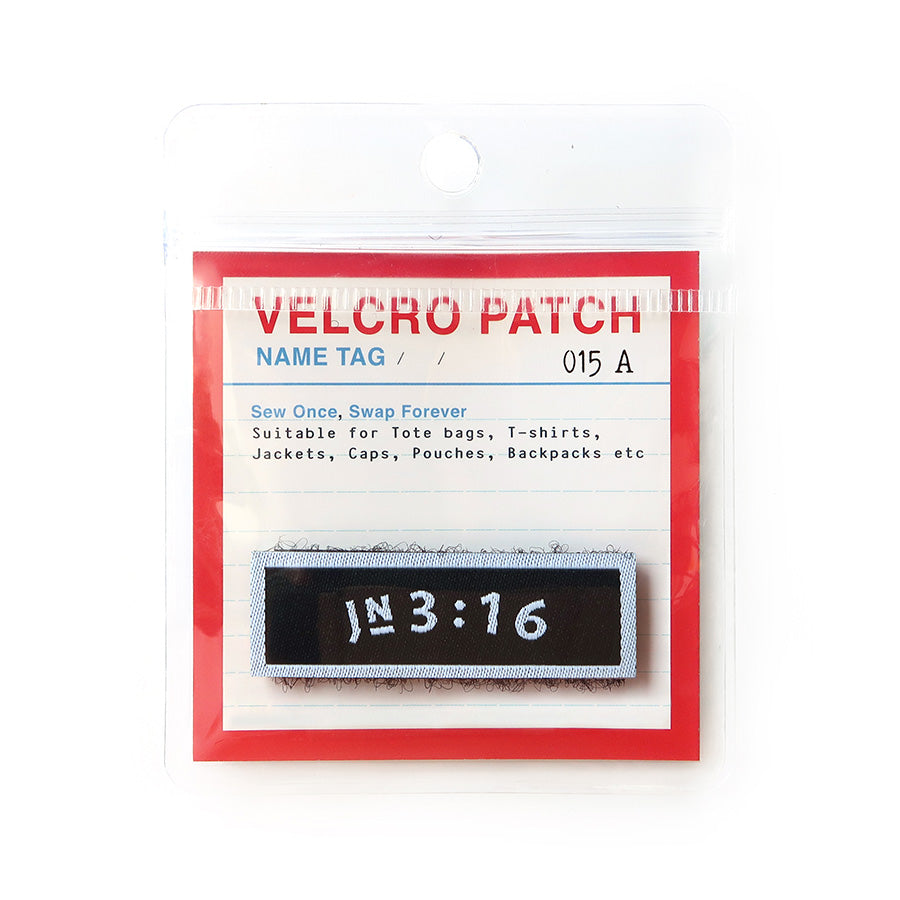 VELCRO PATCH
NAME TAG / / 015 A
Sew Once, Swap Forever
Suitable for Tote bags, T-shirts,
Jackets, Caps, Pouches, Backpacks etc
JN 3:16